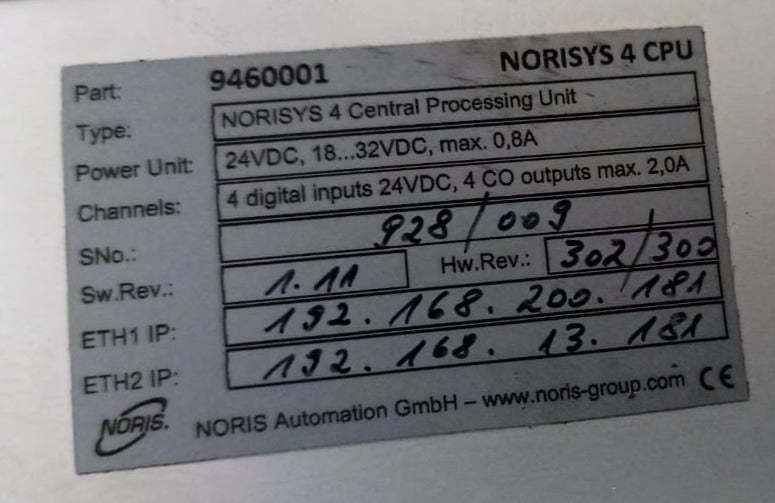 Part: 9460001 NORISYS 4 CPU
Type: NORISYS 4 Central Processing Unit
Power Unit: 24VDC, 18...32VDC, max. 0,8A
Channels: 4 digital inputs 24VDC, 4 CO outputs max. 2,0A
SNo.: 928/009
Sw.Rev.: 1.11 Hw.Rev.: 302/300
ETH1 IP: 192.168.200.181
ETH2 IP: 192.168.13.181
NORIS. NORIS Automation GmbH – www.noris-group.com CE